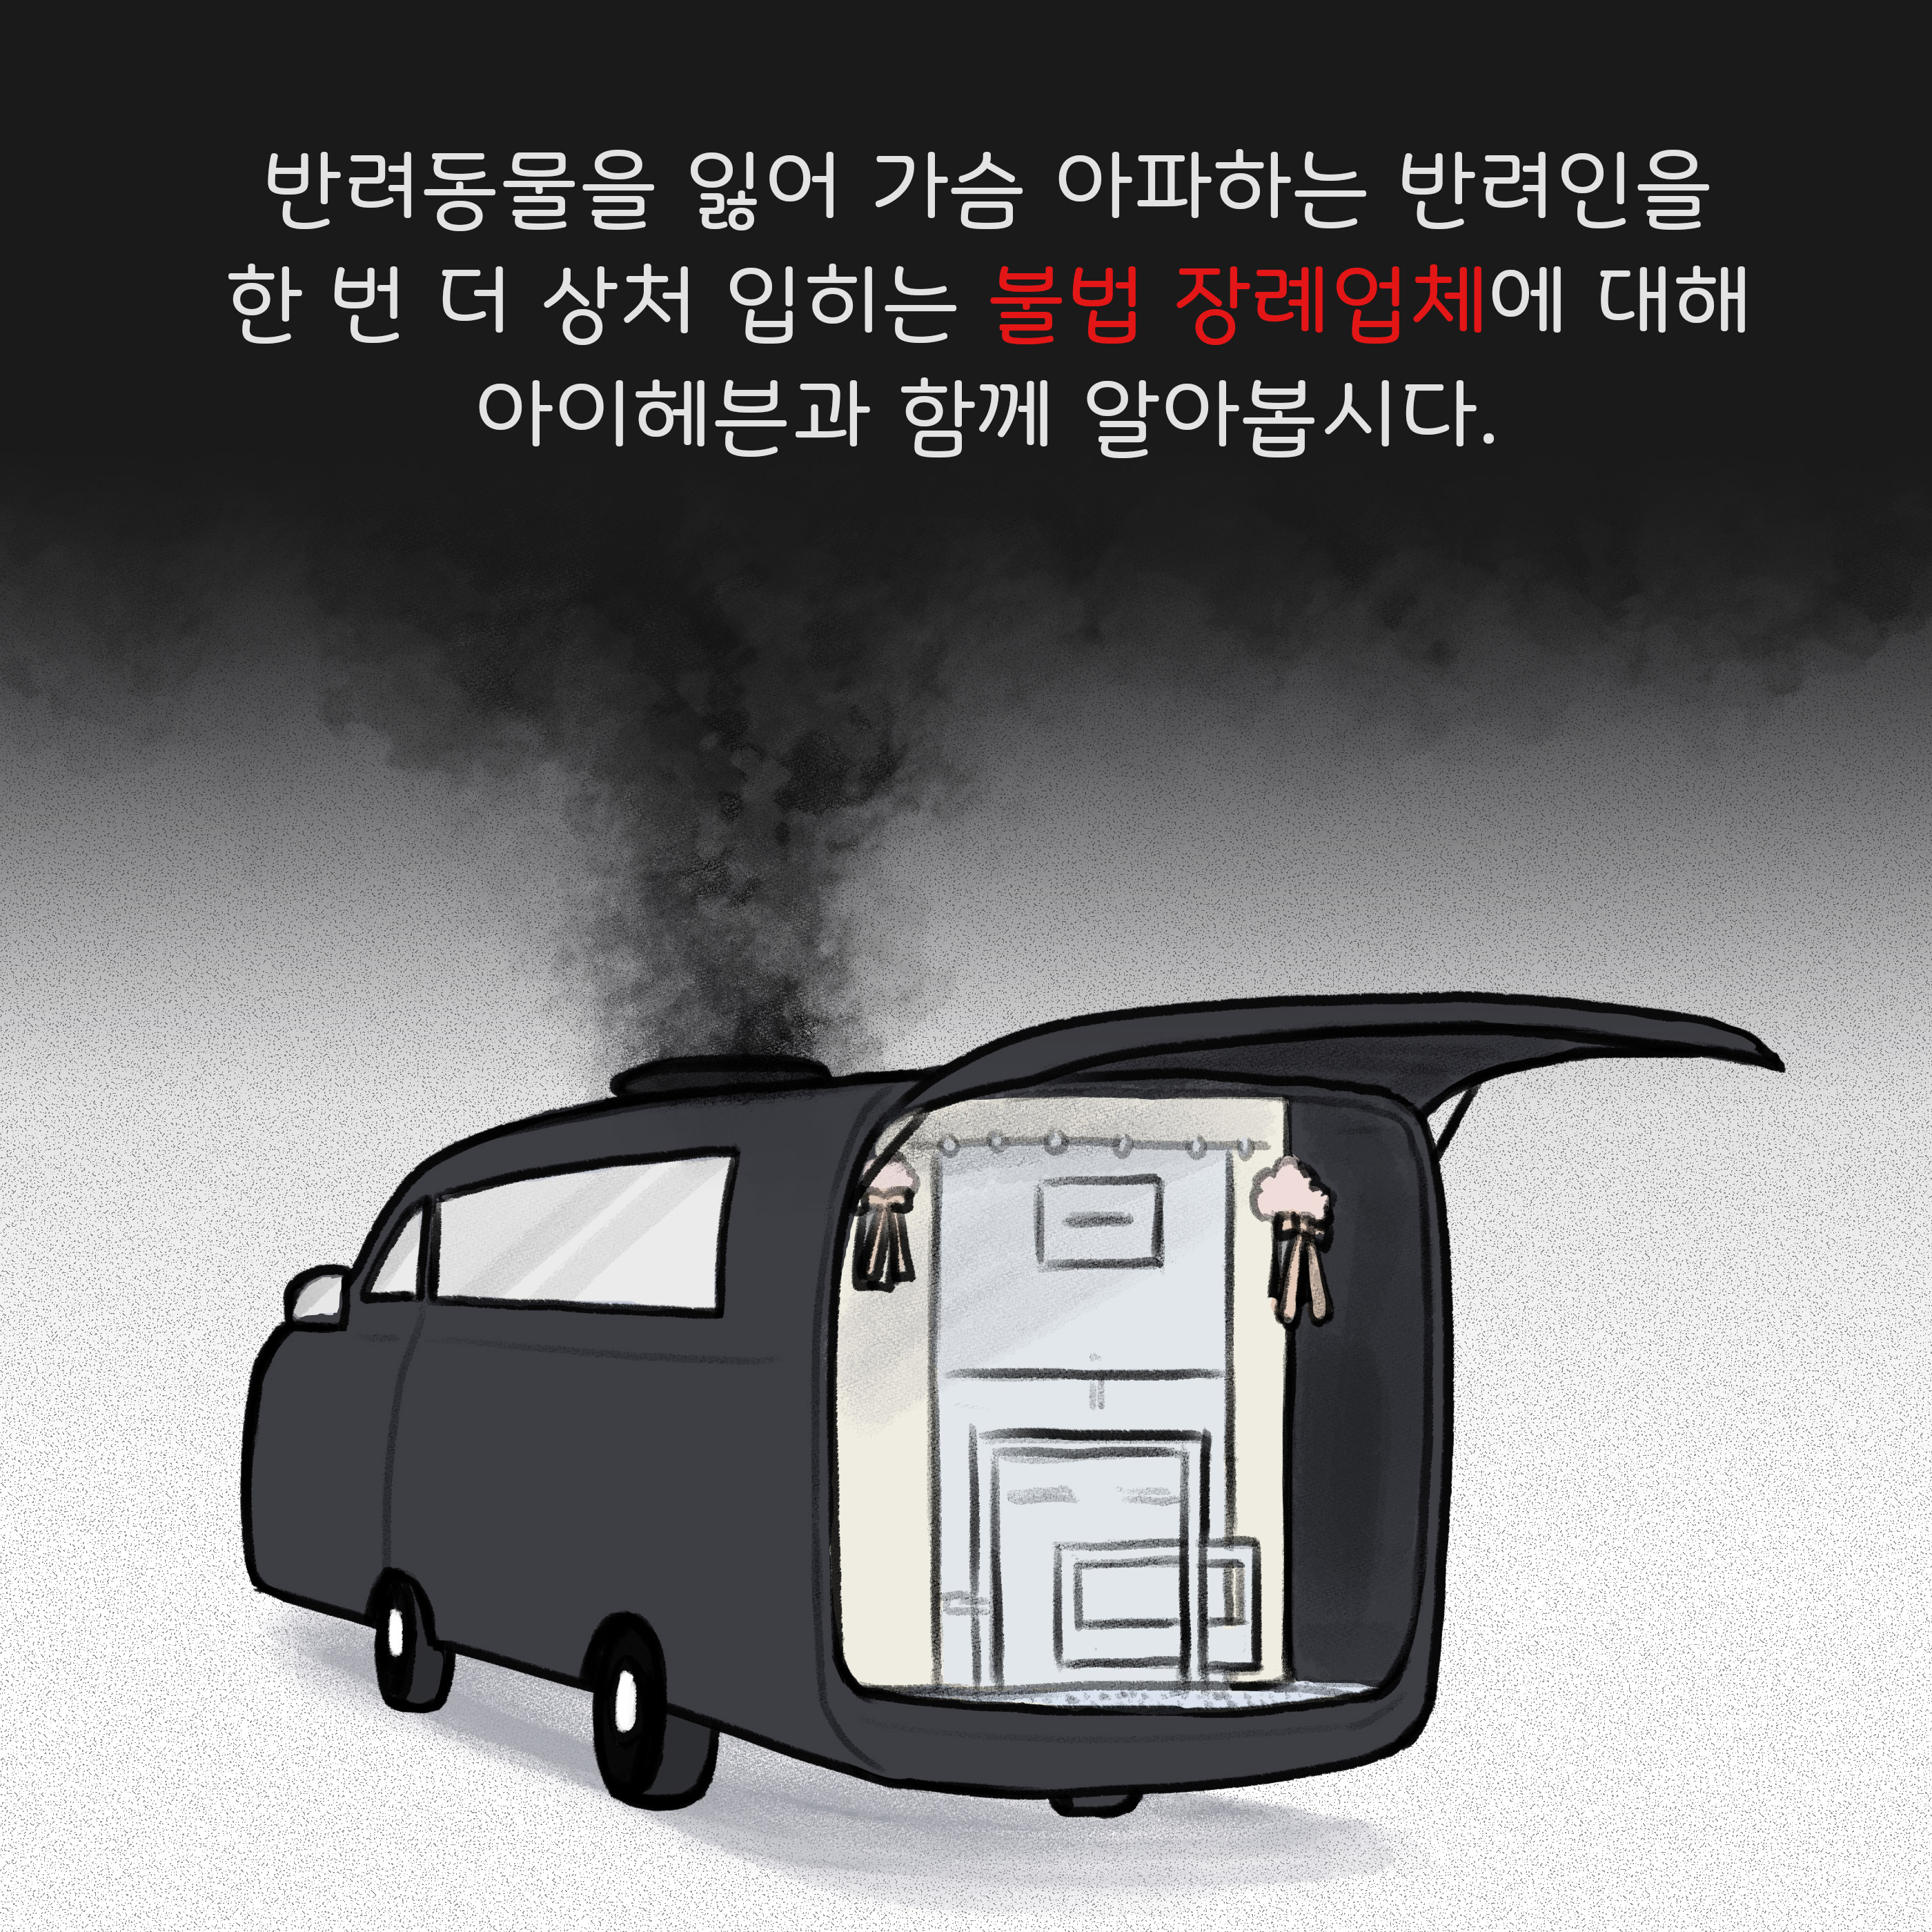 반려동물을 잃어 가슴 아파하는 반려인을
한 번 더 상처 입히는 불법 장례업체에 대해
아이헤븐과 함께 알아봅시다.